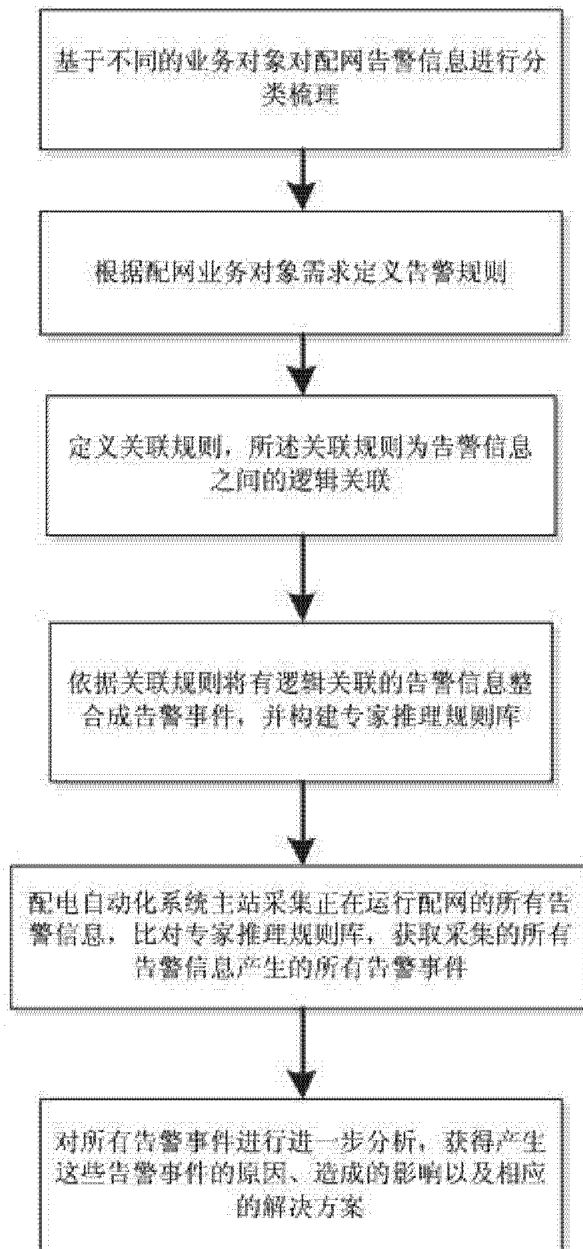 基于不同的业务对象对配网告警信息进行分
类梳理
根据配网业务对象需求定义告警规则
定义关联规则，所述关联规则为告警信息
之间的逻辑关联
依据关联规则将有逻辑关联的告警信息整
合成告警事件，并构建专家推理规则库
配电自动化系统主站采集正在运行配网的所有告
警信息，比对专家推理规则库，获取采集的所有
告警信息产生的所有告警事件
对所有告警事件进行进一步分析，获得产生
这些告警事件的原因、造成的影响以及相应
的解决方案